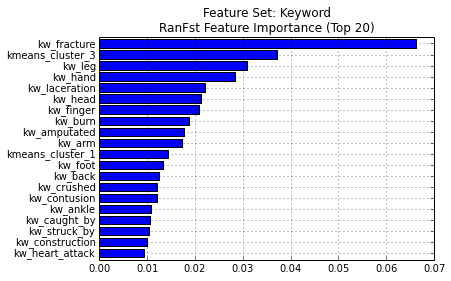 Feature Set: Keyword
RanFst Feature Importance (Top 20)
kw_fracture
kmeans_cluster_3
kw_leg
kw_hand
kw_laceration
kw_head
kw_finger
kw_burn
kw_amputated
kw_arm
kmeans_cluster_1
kw_foot
kw_back
kw_crushed
kw_contusion
kw_ankle
kw_caught_by
kw_struck_by
kw_construction
kw_heart_attack
0.00 0.01 0.02 0.03 0.04 0.05 0.06 0.07